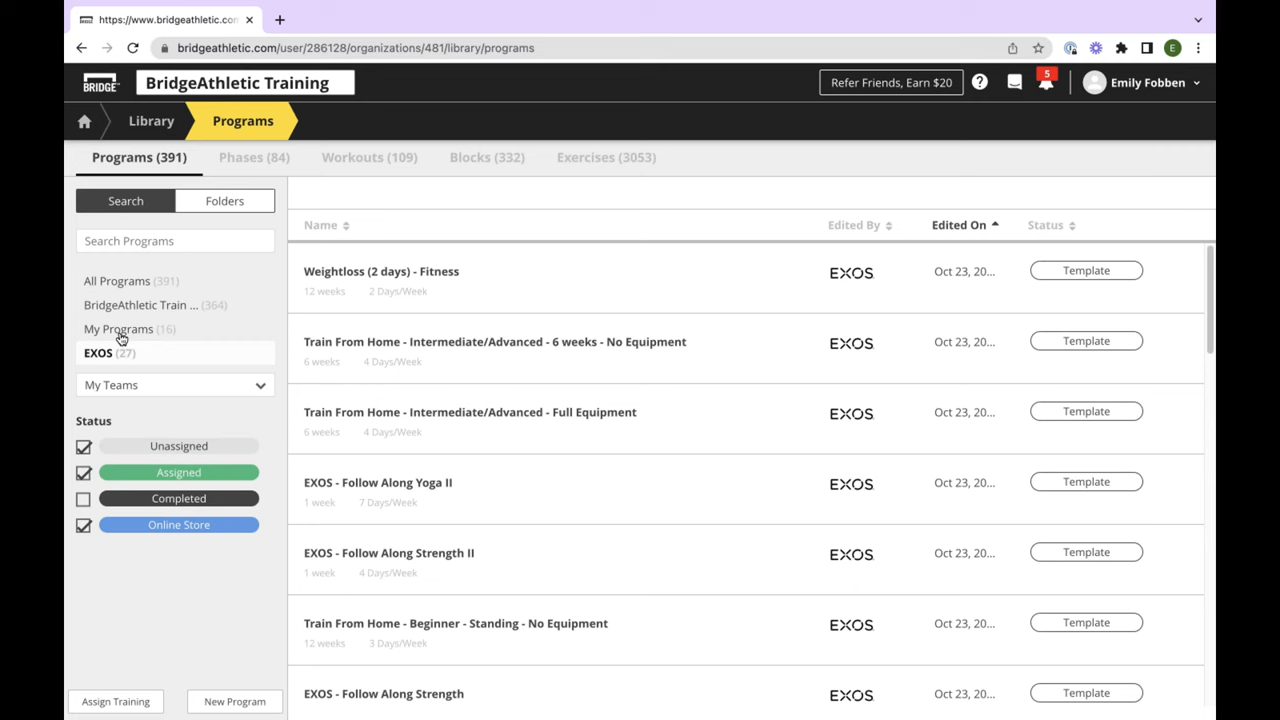 https://www.bridgeathletic.con
bridgeathletic.com/user/286128/organizations/481/library/programs
E
BRIDGE
BridgeAthletic Training
Refer Friends, Earn $20
5
Emily Fobben
Library
Programs
Programs (391)
Phases (84)
Workouts (109)
Blocks (332)
Exercises (3053)
Search
Folders
Search Programs
All Programs (391)
BridgeAthletic Train ... (364)
My Programs (16)
EXOS (27)
My Teams
Status
Unassigned
Assigned
Completed
Online Store
Assign Training
New Program
Name
Edited By
Edited On
Status
Weightloss (2 days) - Fitness
12 weeks 2 Days/Week
EXOS
Oct 23, 20...
Template
Train From Home - Intermediate/Advanced - 6 weeks - No Equipment
6 weeks 4 Days/Week
EXOS
Oct 23, 20...
Template
Train From Home - Intermediate/Advanced - Full Equipment
6 weeks 4 Days/Week
EXOS
Oct 23, 20...
Template
EXOS - Follow Along Yoga II
1 week 7 Days/Week
EXOS
Oct 23, 20...
Template
EXOS - Follow Along Strength II
1 week 4 Days/Week
EXOS
Oct 23, 20...
Template
Train From Home - Beginner - Standing - No Equipment
12 weeks 3 Days/Week
EXOS
Oct 23, 20...
Template
EXOS - Follow Along Strength
EXOS
Oct 23, 20...
Template